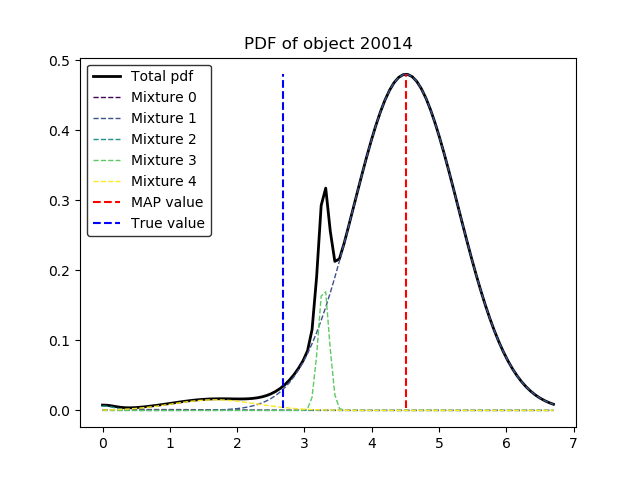 PDF of object 20014
Total pdf
Mixture 0
Mixture 1
Mixture 2
Mixture 3
Mixture 4
MAP value
True value
0.5
0.4
0.3
0.2
0.1
0.0
0 1 2 3 4 5 6 7